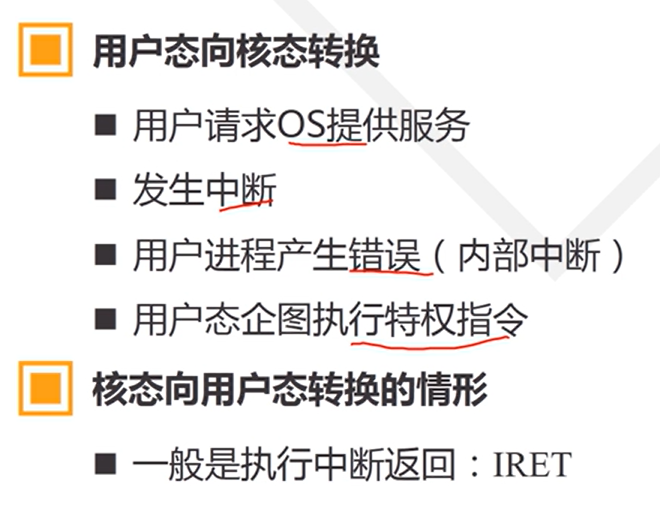 用户态向核态转换
用户请求OS提供服务
发生中断
用户进程产生错误（内部中断）
用户态企图执行特权指令
核态向用户态转换的情形
一般是执行中断返回：IRET